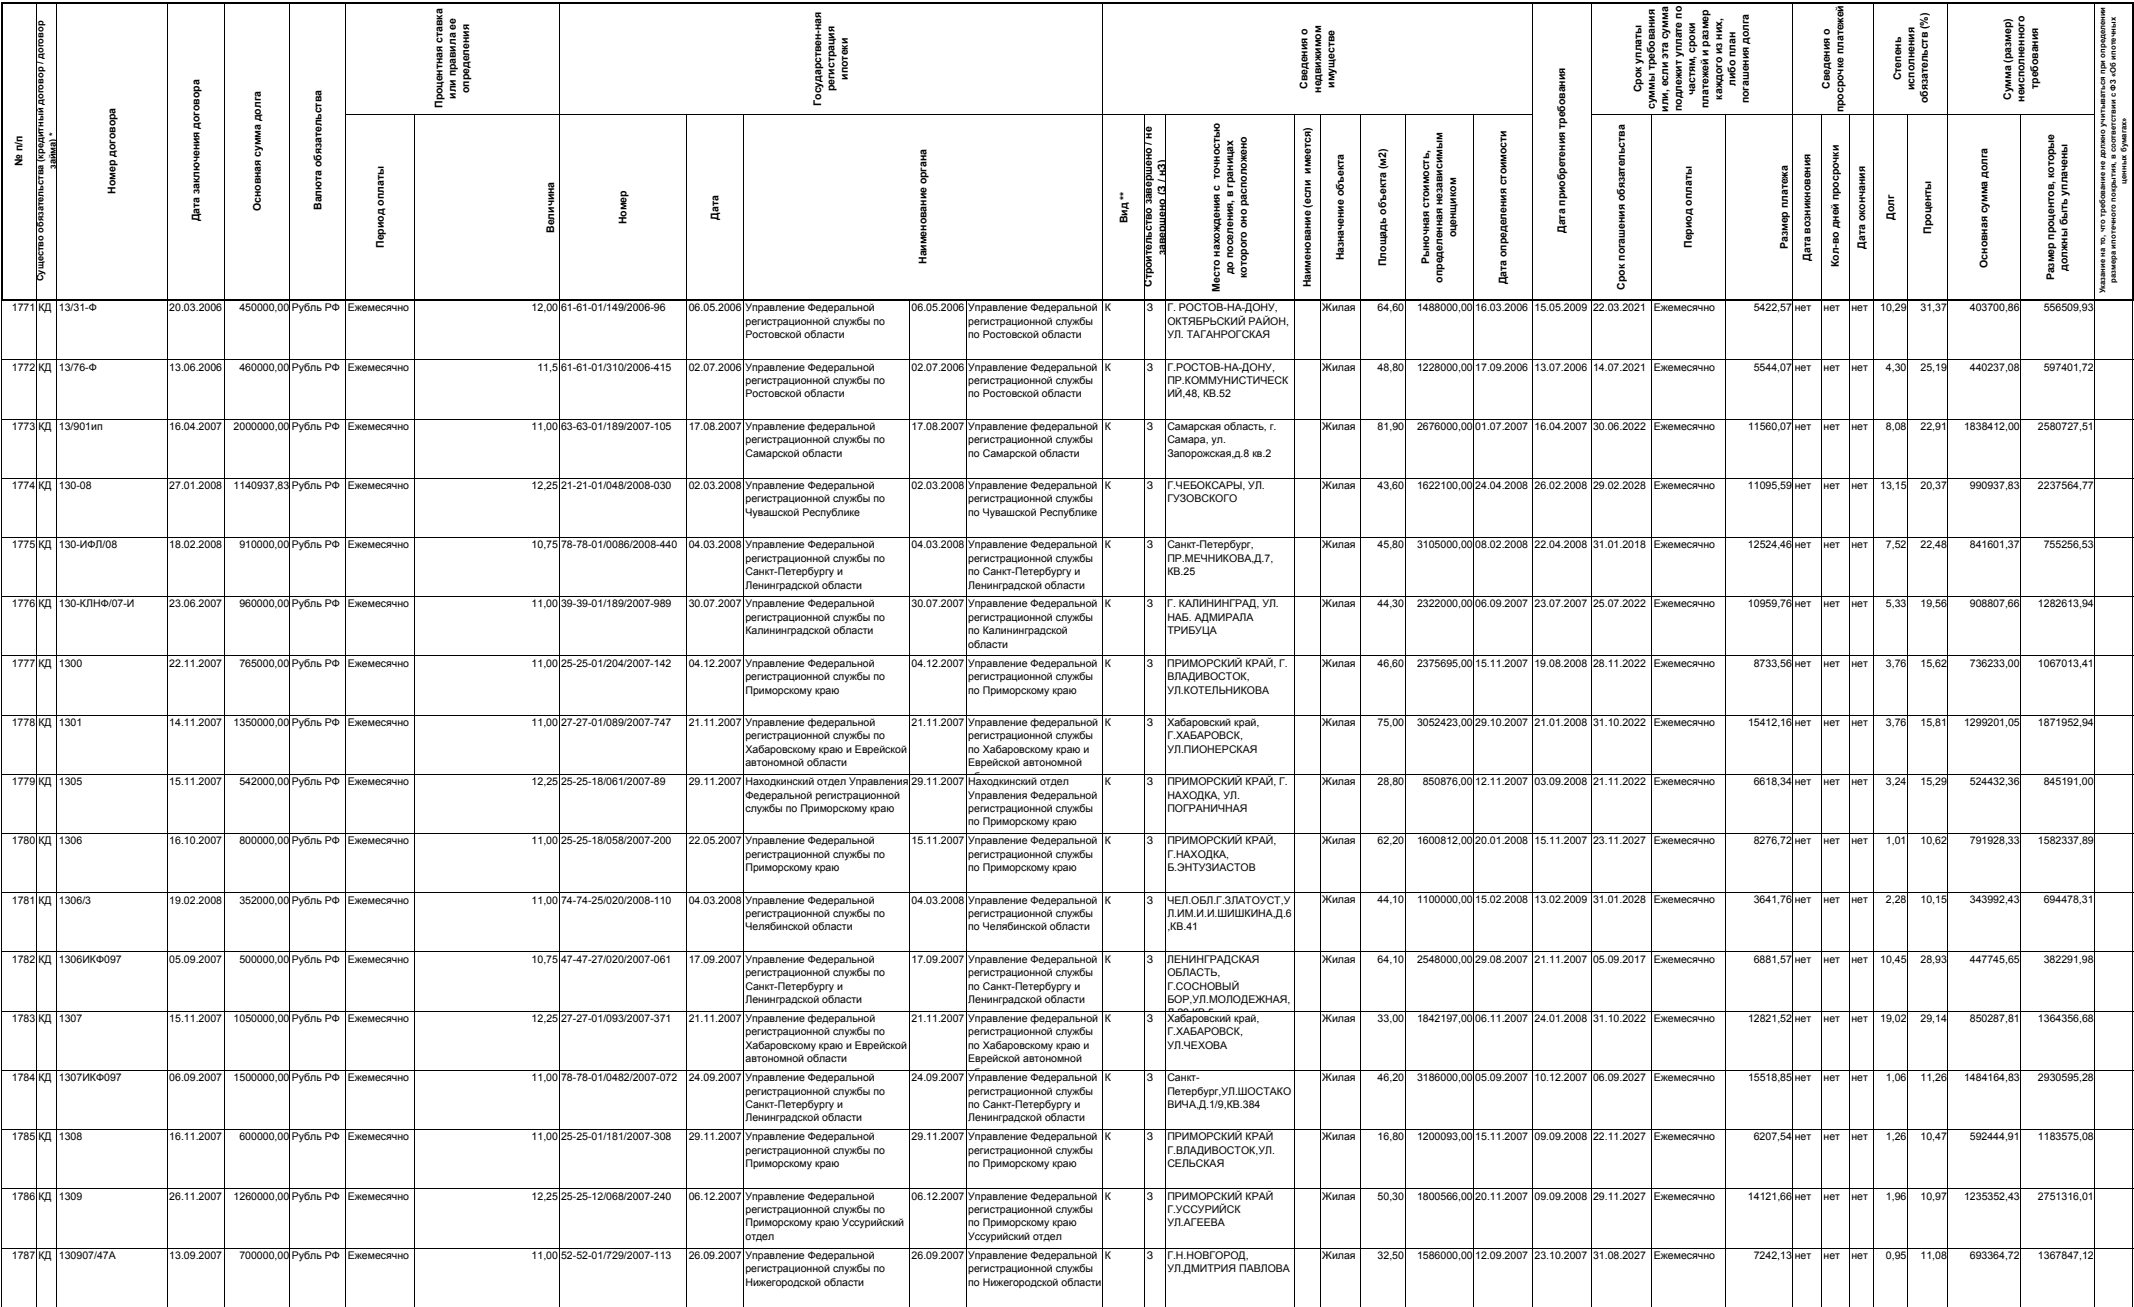 № п/п
Существо обязательства (кредитный договор / договор займа) *
Номер договора
Дата заключения договора
Основная сумма долга
Валюта обязательства
Процентная ставка или правила ее определения
Период оплаты
Величина
Государствен-ная регистрация ипотеки
Номер
Дата
Наименование органа
Сведения о недвижимом имуществе
Вид **
Строительство завершено / не завершено (З / нЗ)
Место нахождения с точностью до поселения, в границах которого оно расположено
Наименование (если имеется)
Назначение объекта
Площадь объекта (м2)
Рыночная стоимость, определенная независимым оценщиком
Дата определения стоимости
Дата приобретения требования
Срок уплаты суммы требования или, если эта сумма подлежит уплате по частям, сроки платежей и размер каждого из них, либо план погашения долга
Срок погашения обязательства
Период оплаты
Размер платежа
Сведения о просрочке платежей
Дата возникновения
Кол-во дней просрочки
Дата окончания
Степень исполнения обязательств (%)
Долг
Проценты
Сумма (размер) неисполненного требования
Основная сумма долга
Размер процентов, которые должны быть уплачены
Указание на то, что требование не должно учитываться при определении размера ипотечного покрытия, в соответствии с ФЗ «Об ипотечных ценных бумагах»
1771 КД 13/31-Ф 20.03.2006 450000,00 Рубль РФ Ежемесячно 12,00 61-61-01/149/2006-96 06.05.2006 Управление Федеральной регистрационной службы по Ростовской области 06.05.2006 Управление Федеральной регистрационной службы по Ростовской области К З Г. РОСТОВ-НА-ДОНУ, ОКТЯБРЬСКИЙ РАЙОН, УЛ. ТАГАНРОГСКАЯ Жилая 64,60 1488000,00 16.03.2006 15.05.2009 22.03.2021 Ежемесячно 5422,57 нет нет нет 10,29 31,37 403700,86 556509,93
1772 КД 13/76-Ф 13.06.2006 460000,00 Рубль РФ Ежемесячно 11,5 61-61-01/310/2006-415 02.07.2006 Управление Федеральной регистрационной службы по Ростовской области 02.07.2006 Управление Федеральной регистрационной службы по Ростовской области К З Г.РОСТОВ-НА-ДОНУ, ПР.КОММУНИСТИЧЕСКИЙ,48, КВ.52 Жилая 48,80 1228000,00 17.09.2006 13.07.2006 14.07.2021 Ежемесячно 5544,07 нет нет нет 4,30 25,19 440237,08 597401,72
1773 КД 13/901ип 16.04.2007 2000000,00 Рубль РФ Ежемесячно 11,00 63-63-01/189/2007-105 17.08.2007 Управление федеральной регистрационной службы по Самарской области 17.08.2007 Управление федеральной регистрационной службы по Самарской области К З Самарская область, г. Самара, ул. Запорожская,д.8 кв.2 Жилая 81,90 2676000,00 01.07.2007 16.04.2007 30.06.2022 Ежемесячно 11560,07 нет нет нет 8,08 22,91 1838412,00 2580727,51
1774 КД 130-08 27.01.2008 1140937,83 Рубль РФ Ежемесячно 12,25 21-21-01/048/2008-030 02.03.2008 Управление Федеральной регистрационной службы по Чувашской Республике 02.03.2008 Управление Федеральной регистрационной службы по Чувашской Республике К З Г.ЧЕБОКСАРЫ, УЛ. ГУЗОВСКОГО Жилая 43,60 1622100,00 24.04.2008 26.02.2008 29.02.2028 Ежемесячно 11095,59 нет нет нет 13,15 20,37 990937,83 2237564,77
1775 КД 130-ИФЛ/08 18.02.2008 910000,00 Рубль РФ Ежемесячно 10,75 78-78-01/0086/2008-440 04.03.2008 Управление Федеральной регистрационной службы по Санкт-Петербургу и Ленинградской области 04.03.2008 Управление Федеральной регистрационной службы по Санкт-Петербургу и Ленинградской области К З Санкт-Петербург, ПР.МЕЧНИКОВА,Д.7, КВ.25 Жилая 45,80 3105000,00 08.02.2008 22.04.2008 31.01.2018 Ежемесячно 12524,46 нет нет нет 7,52 22,48 841601,37 755256,53
1776 КД 130-КЛНФ/07-И 23.06.2007 960000,00 Рубль РФ Ежемесячно 11,00 39-39-01/189/2007-989 30.07.2007 Управление Федеральной регистрационной службы по Калининградской области 30.07.2007 Управление Федеральной регистрационной службы по Калининградской области К З Г. КАЛИНИНГРАД, УЛ. НАБ. АДМИРАЛА ТРИБУЦА Жилая 44,30 2322000,00 06.09.2007 23.07.2007 25.07.2022 Ежемесячно 10959,76 нет нет нет 5,33 19,56 908807,66 1282613,94
1777 КД 1300 22.11.2007 765000,00 Рубль РФ Ежемесячно 11,00 25-25-01/204/2007-142 04.12.2007 Управление Федеральной регистрационной службы по Приморскому краю 04.12.2007 Управление Федеральной регистрационной службы по Приморскому краю К З ПРИМОРСКИЙ КРАЙ, Г. ВЛАДИВОСТОК, УЛ.КОТЕЛЬНИКОВА Жилая 46,60 2375695,00 15.11.2007 19.08.2008 28.11.2022 Ежемесячно 8733,56 нет нет нет 3,76 15,62 736233,00 1067013,41
1778 КД 1301 14.11.2007 1350000,00 Рубль РФ Ежемесячно 11,00 27-27-01/089/2007-747 21.11.2007 Управление федеральной регистрационной службы по Хабаровскому краю и Еврейской автономной области 21.11.2007 Управление федеральной регистрационной службы по Хабаровскому краю и Еврейской автономной К З Хабаровский край, Г.ХАБАРОВСК, УЛ.ПИОНЕРСКАЯ Жилая 75,00 3052423,00 29.10.2007 21.01.2008 31.10.2022 Ежемесячно 15412,16 нет нет нет 3,76 15,81 1299201,05 1871952,94
1779 КД 1305 15.11.2007 542000,00 Рубль РФ Ежемесячно 12,25 25-25-18/061/2007-89 29.11.2007 Находкинский отдел Управления Федеральной регистрационной службы по Приморскому краю 29.11.2007 Находкинский отдел Управления Федеральной регистрационной службы по Приморскому краю К З ПРИМОРСКИЙ КРАЙ, Г. НАХОДКА, УЛ. ПОГРАНИЧНАЯ Жилая 28,80 850876,00 12.11.2007 03.09.2008 21.11.2022 Ежемесячно 6618,34 нет нет нет 3,24 15,29 524432,36 845191,00
1780 КД 1306 16.10.2007 800000,00 Рубль РФ Ежемесячно 11,00 25-25-18/058/2007-200 22.05.2007 Управление Федеральной регистрационной службы по Приморскому краю 15.11.2007 Управление Федеральной регистрационной службы по Приморскому краю К З ПРИМОРСКИЙ КРАЙ, Г.НАХОДКА, Б.ЭНТУЗИАСТОВ Жилая 62,20 1600812,00 20.01.2008 15.11.2007 23.11.2027 Ежемесячно 8276,72 нет нет нет 1,01 10,62 791928,33 1582337,89
1781 КД 1306/3 19.02.2008 352000,00 Рубль РФ Ежемесячно 11,00 74-74-25/020/2008-110 04.03.2008 Управление Федеральной регистрационной службы по Челябинской области 04.03.2008 Управление Федеральной регистрационной службы по Челябинской области К З ЧЕЛ.ОБЛ.Г.ЗЛАТОУСТ,УЛ.ИМ.И.И.ШИШКИНА,Д.6,КВ.41 Жилая 44,10 1100000,00 15.02.2008 13.02.2009 31.01.2028 Ежемесячно 3641,76 нет нет нет 2,28 10,15 343992,43 694478,31
1782 КД 1306ИКФ097 05.09.2007 500000,00 Рубль РФ Ежемесячно 10,75 47-47-27/020/2007-061 17.09.2007 Управление Федеральной регистрационной службы по Санкт-Петербургу и Ленинградской области 17.09.2007 Управление Федеральной регистрационной службы по Санкт-Петербургу и Ленинградской области К З ЛЕНИНГРАДСКАЯ ОБЛАСТЬ, Г.СОСНОВЫЙ БОР,УЛ.МОЛОДЕЖНАЯ, Жилая 64,10 2548000,00 29.08.2007 21.11.2007 05.09.2017 Ежемесячно 6881,57 нет нет нет 10,45 28,93 447745,65 382291,98
1783 КД 1307 15.11.2007 1050000,00 Рубль РФ Ежемесячно 12,25 27-27-01/093/2007-371 21.11.2007 Управление федеральной регистрационной службы по Хабаровскому краю и Еврейской автономной области 21.11.2007 Управление федеральной регистрационной службы по Хабаровскому краю и Еврейской автономной К З Хабаровский край, Г.ХАБАРОВСК, УЛ.ЧЕХОВА Жилая 33,00 1842197,00 06.11.2007 24.01.2008 31.10.2022 Ежемесячно 12821,52 нет нет нет 19,02 29,14 850287,81 1364356,68
1784 КД 1307ИКФ097 06.09.2007 1500000,00 Рубль РФ Ежемесячно 11,00 78-78-01/0482/2007-072 24.09.2007 Управление Федеральной регистрационной службы по Санкт-Петербургу и Ленинградской области 24.09.2007 Управление Федеральной регистрационной службы по Санкт-Петербургу и Ленинградской области К З Санкт-Петербург,УЛ.ШОСТАКОВИЧА,Д.1/9,КВ.384 Жилая 46,20 3186000,00 05.09.2007 10.12.2007 06.09.2027 Ежемесячно 15518,85 нет нет нет 1,06 11,26 1484164,83 2930595,28
1785 КД 1308 16.11.2007 600000,00 Рубль РФ Ежемесячно 11,00 25-25-01/181/2007-308 29.11.2007 Управление Федеральной регистрационной службы по Приморскому краю 29.11.2007 Управление Федеральной регистрационной службы по Приморскому краю К З ПРИМОРСКИЙ КРАЙ Г.ВЛАДИВОСТОК,УЛ. СЕЛЬСКАЯ Жилая 16,80 1200093,00 15.11.2007 09.09.2008 22.11.2027 Ежемесячно 6207,54 нет нет нет 1,26 10,47 592444,91 1183575,08
1786 КД 1309 26.11.2007 1260000,00 Рубль РФ Ежемесячно 12,25 25-25-12/068/2007-240 06.12.2007 Управление Федеральной регистрационной службы по Приморскому краю Уссурийский отдел 06.12.2007 Управление Федеральной регистрационной службы по Приморскому краю Уссурийский отдел К З ПРИМОРСКИЙ КРАЙ Г.УССУРИЙСК УЛ.АГЕЕВА Жилая 50,30 1800566,00 20.11.2007 09.09.2008 29.11.2027 Ежемесячно 14121,66 нет нет нет 1,96 10,97 1235352,43 2751316,01
1787 КД 130907/47А 13.09.2007 700000,00 Рубль РФ Ежемесячно 11,00 52-52-01/729/2007-113 26.09.2007 Управление Федеральной регистрационной службы по Нижегородской области 26.09.2007 Управление Федеральной регистрационной службы по Нижегородской области К З Г.Н.НОВГОРОД, УЛ.ДМИТРИЯ ПАВЛОВА Жилая 32,50 1586000,00 12.09.2007 23.10.2007 31.08.2027 Ежемесячно 7242,13 нет нет нет 0,95 11,08 693364,72 1367847,12